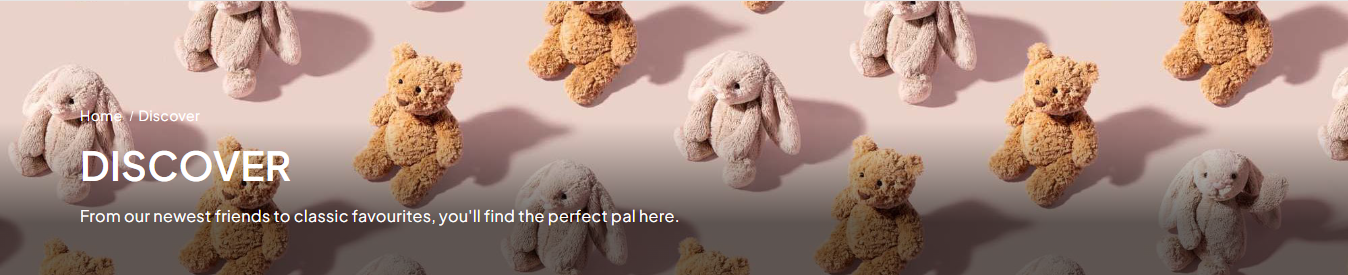 Home / Discover
DISCOVER
From our newest friends to classic favourites, you'll find the perfect pal here.